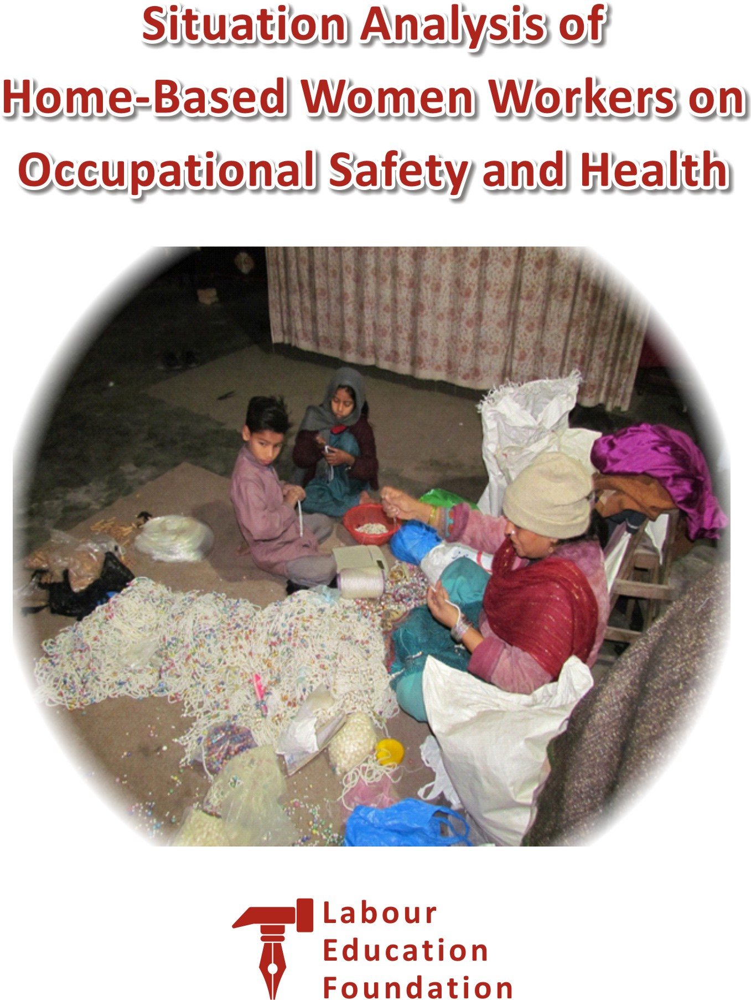 Situation Analysis of
Home-Based Women Workers on
Occupational Safety and Health
Labour
Education
Foundation